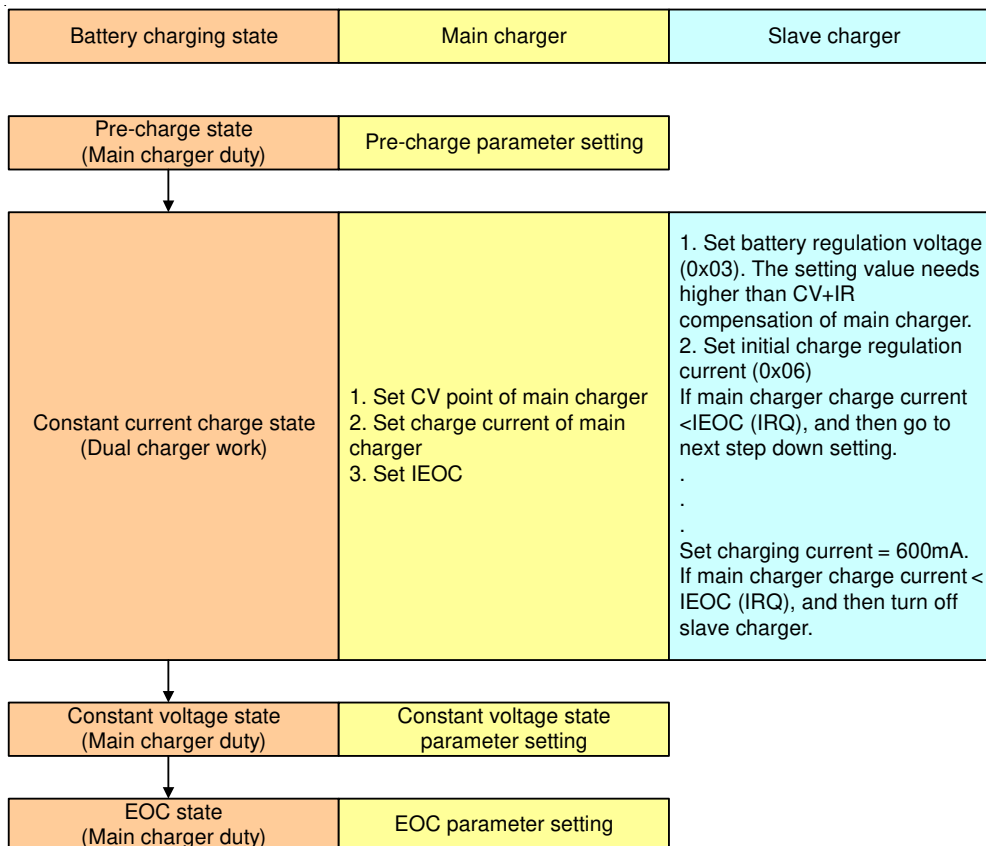 Battery charging state
Main charger
Slave charger
Pre-charge state
(Main charger duty)
Pre-charge parameter setting
Constant current charge state
(Dual charger work)
1. Set CV point of main charger
2. Set charge current of main
charger
3. Set IEOC
1. Set battery regulation voltage
(0x03). The setting value needs
higher than CV+IR
compensation of main charger.
2. Set initial charge regulation
current (0x06)
If main charger charge current
<IEOC (IRQ), and then go to
next step down setting.
.
.
.
Set charging current = 600mA.
If main charger charge current <
IEOC (IRQ), and then turn off
slave charger.
Constant voltage state
(Main charger duty)
Constant voltage state
parameter setting
EOC state
(Main charger duty)
EOC parameter setting